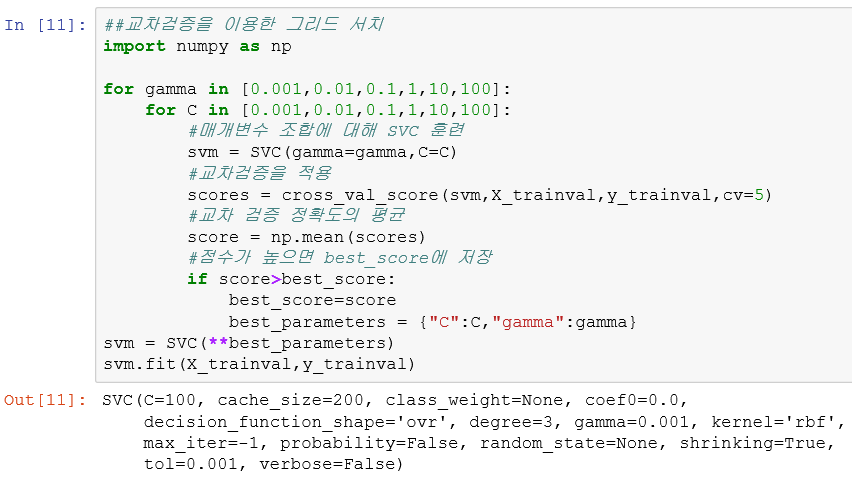 In [11]: ##교차검증을 이용한 그리드 서치
import numpy as np
for gamma in [0.001,0.01,0.1,1,10,100]:
    for C in [0.001,0.01,0.1,1,10,100]:
        #매개변수 조합에 대해 SVC 훈련
        svm = SVC(gamma=gamma,C=C)
        #교차검증을 적용
        scores = cross_val_score(svm,X_trainval,y_trainval,cv=5)
        #교차 검증 정확도의 평균
        score = np.mean(scores)
        #점수가 높으면 best_score에 저장
        if score>best_score:
            best_score=score
            best_parameters = {"C":C,"gamma":gamma}
svm = SVC(**best_parameters)
svm.fit(X_trainval,y_trainval)
Out[11]: SVC(C=100, cache_size=200, class_weight=None, coef0=0.0,
    decision_function_shape='ovr', degree=3, gamma=0.001, kernel='rbf',
    max_iter=-1, probability=False, random_state=None, shrinking=True,
    tol=0.001, verbose=False)